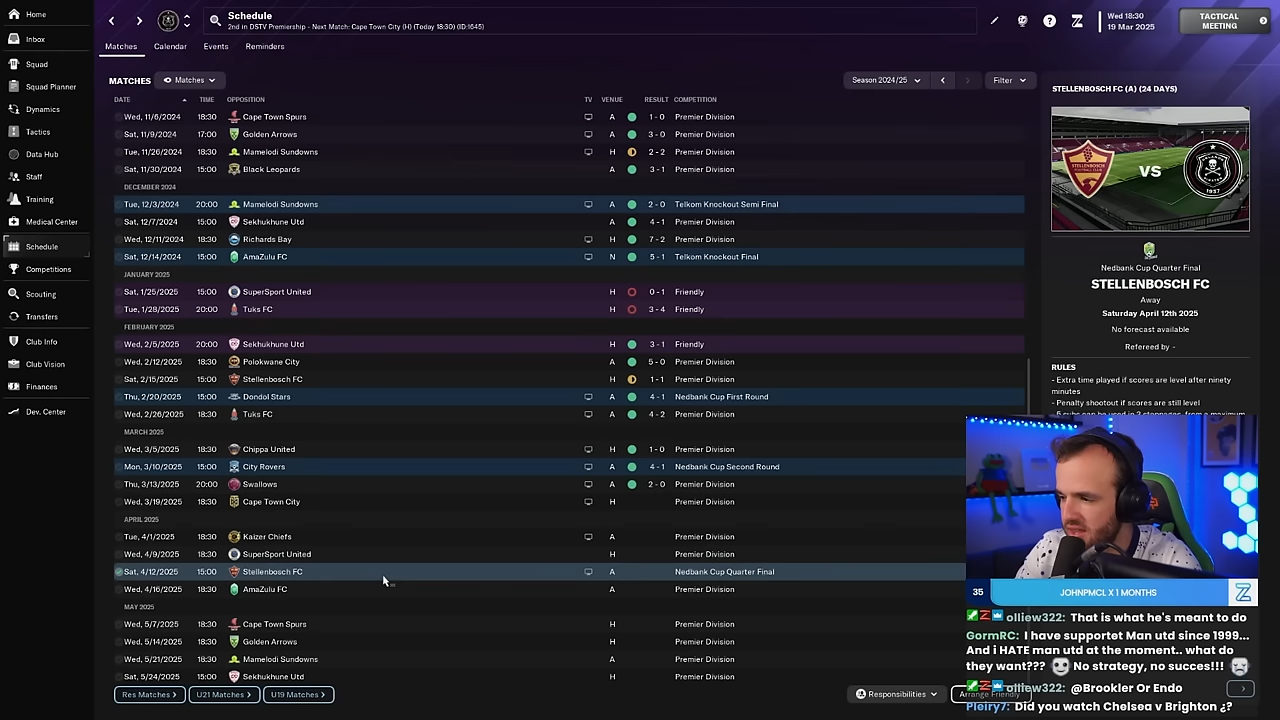 Home
Inbox
Squad
Squad Planner
Dynamics
Tactics
Data Hub
Staff
Training
Medical Center
Schedule
Competitions
Scouting
Transfers
Club Info
Club Vision
Finances
Dev. Center
Schedule
2nd in DSTV Premiership - Next Match: Cape Town City (H) (Today 18:30) (ID:1645)
Z
Wed 18:30
19 Mar 2025
TACTICAL MEETING
Matches Calendar Events Reminders
MATCHES Matches Season 2024/25 Filter
DATE TIME OPPOSITION TV VENUE RESULT COMPETITION
Wed, 11/6/2024 18:30 Cape Town Spurs A 1 - 0 Premier Division
Sat, 11/9/2024 17:00 Golden Arrows A 3 - 0 Premier Division
Tue, 11/26/2024 18:30 Mamelodi Sundowns H 2 - 2 Premier Division
Sat, 11/30/2024 15:00 Black Leopards A 3 - 1 Premier Division
DECEMBER 2024
Tue, 12/3/2024 20:00 Mamelodi Sundowns A 2 - 0 Telkom Knockout Semi Final
Sat, 12/7/2024 15:00 Sekhukhune Utd A 4 - 1 Premier Division
Wed, 12/11/2024 18:30 Richards Bay H 7 - 2 Premier Division
Sat, 12/14/2024 15:00 AmaZulu FC N 5 - 1 Telkom Knockout Final
JANUARY 2025
Sat, 1/25/2025 15:00 SuperSport United H 0 - 1 Friendly
Tue, 1/28/2025 20:00 Tuks FC H 3 - 4 Friendly
FEBRUARY 2025
Wed, 2/5/2025 20:00 Sekhukhune Utd H 3 - 1 Friendly
Wed, 2/12/2025 18:30 Polokwane City A 5 - 0 Premier Division
Sat, 2/15/2025 15:00 Stellenbosch FC H 1 - 1 Premier Division
Thu, 2/20/2025 15:00 Dondol Stars A 4 - 1 Nedbank Cup First Round
Wed, 2/26/2025 18:30 Tuks FC A 4 - 2 Premier Division
MARCH 2025
Wed, 3/5/2025 18:30 Chippa United H 1 - 0 Premier Division
Mon, 3/10/2025 15:00 City Rovers A 4 - 1 Nedbank Cup Second Round
Thu, 3/13/2025 20:00 Swallows A 2 - 0 Premier Division
Wed, 3/19/2025 18:30 Cape Town City H Premier Division
APRIL 2025
Tue, 4/1/2025 18:30 Kaizer Chiefs A Premier Division
Wed, 4/9/2025 18:30 SuperSport United H Premier Division
Sat, 4/12/2025 15:00 Stellenbosch FC A Nedbank Cup Quarter Final
Wed, 4/16/2025 18:30 AmaZulu FC A Premier Division
MAY 2025
Wed, 5/7/2025 18:30 Cape Town Spurs H Premier Division
Wed, 5/14/2025 18:30 Golden Arrows H Premier Division
Wed, 5/21/2025 18:30 Mamelodi Sundowns A Premier Division
Sat, 5/24/2025 15:00 Sekhukhune Utd H Premier Division
Res Matches > U21 Matches > U19 Matches > Responsibilities Arrange Friendly
STELLENBOSCH FC (A) (24 DAYS)
VS
1937
Nedbank Cup Quarter Final
STELLENBOSCH FC
Away
Saturday April 12th 2025
No forecast available
Refereed by -
RULES
- Extra time played if scores are level after ninety
minutes
- Penalty shootout if scores are still level
35 JOHNPMCL X 1 MONTHS Z
olliew322: That is what he's meant to do
GormRC: I have supportet Man utd since 1999...
And i HATE man utd at the moment.. what do
they want??? No strategy, no succes!!!
olliew322: @Brookler Or Endo
Pleiry7: Did you watch Chelsea v Brighton ¿?